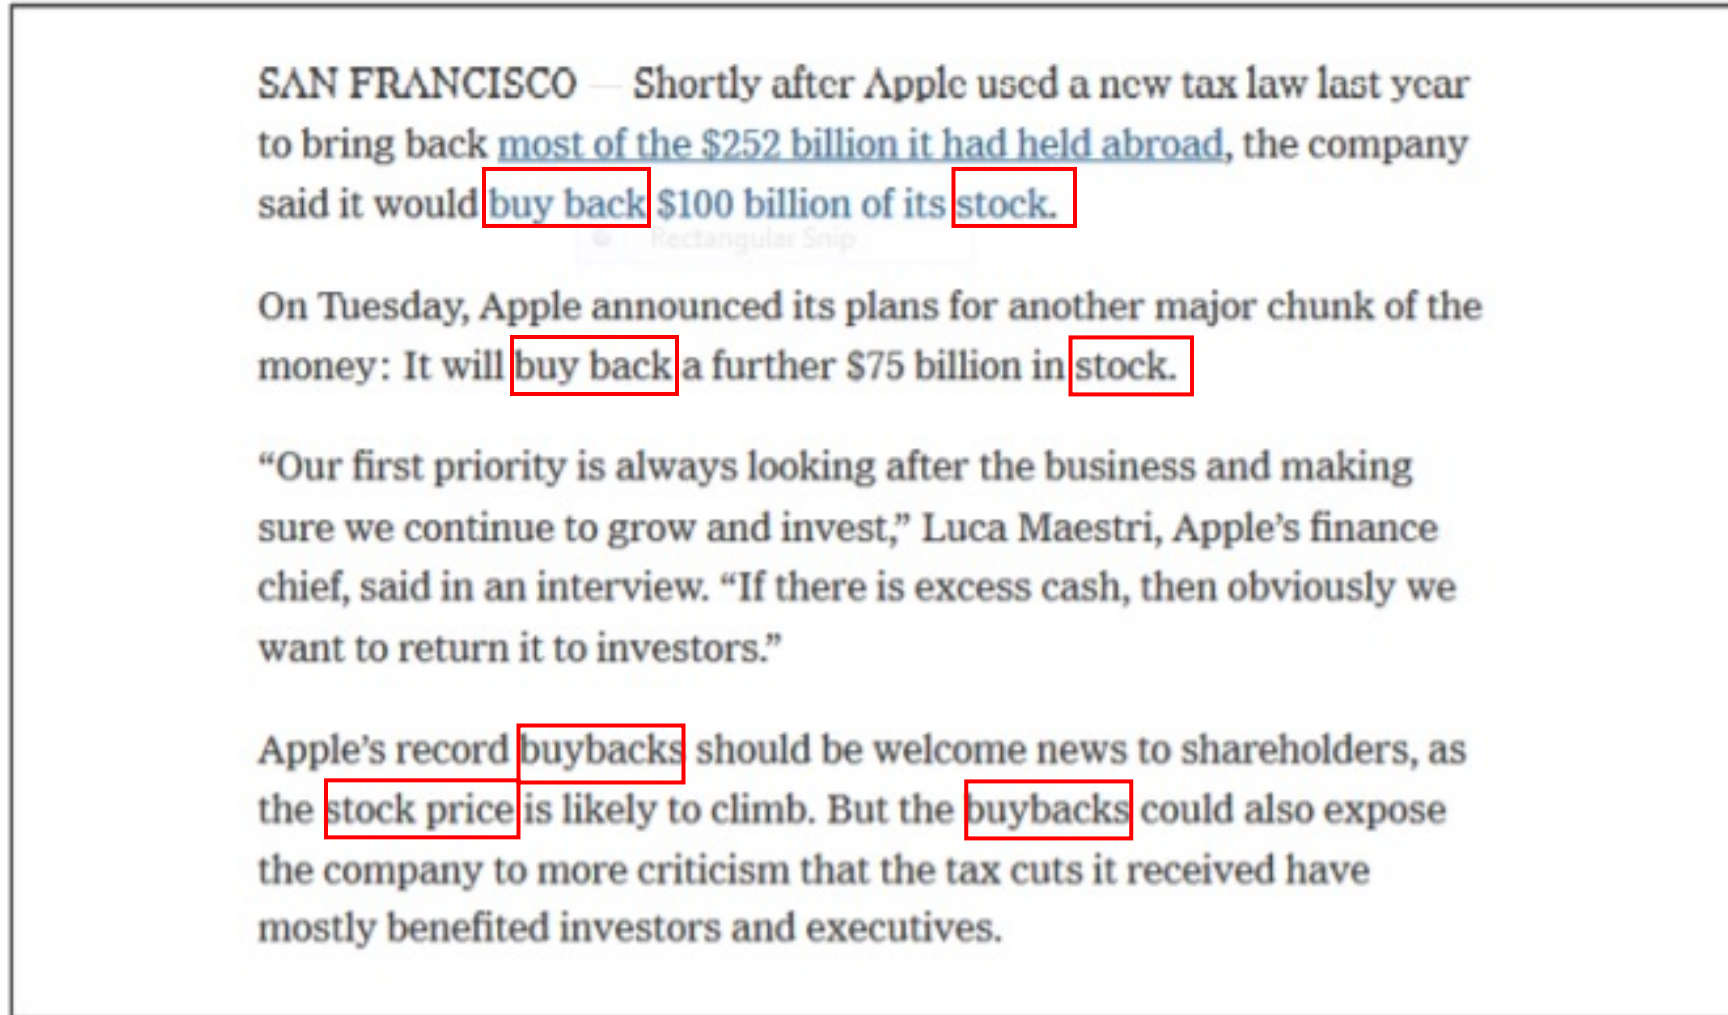 SAN FRANCISCO — Shortly after Apple used a new tax law last year
to bring back most of the $252 billion it had held abroad, the company
said it would buy back $100 billion of its stock.
Rectangular Snip
On Tuesday, Apple announced its plans for another major chunk of the
money: It will buy back a further $75 billion in stock.
“Our first priority is always looking after the business and making
sure we continue to grow and invest,” Luca Maestri, Apple’s finance
chief, said in an interview. “If there is excess cash, then obviously we
want to return it to investors.”
Apple’s record buybacks should be welcome news to shareholders, as
the stock price is likely to climb. But the buybacks could also expose
the company to more criticism that the tax cuts it received have
mostly benefited investors and executives.